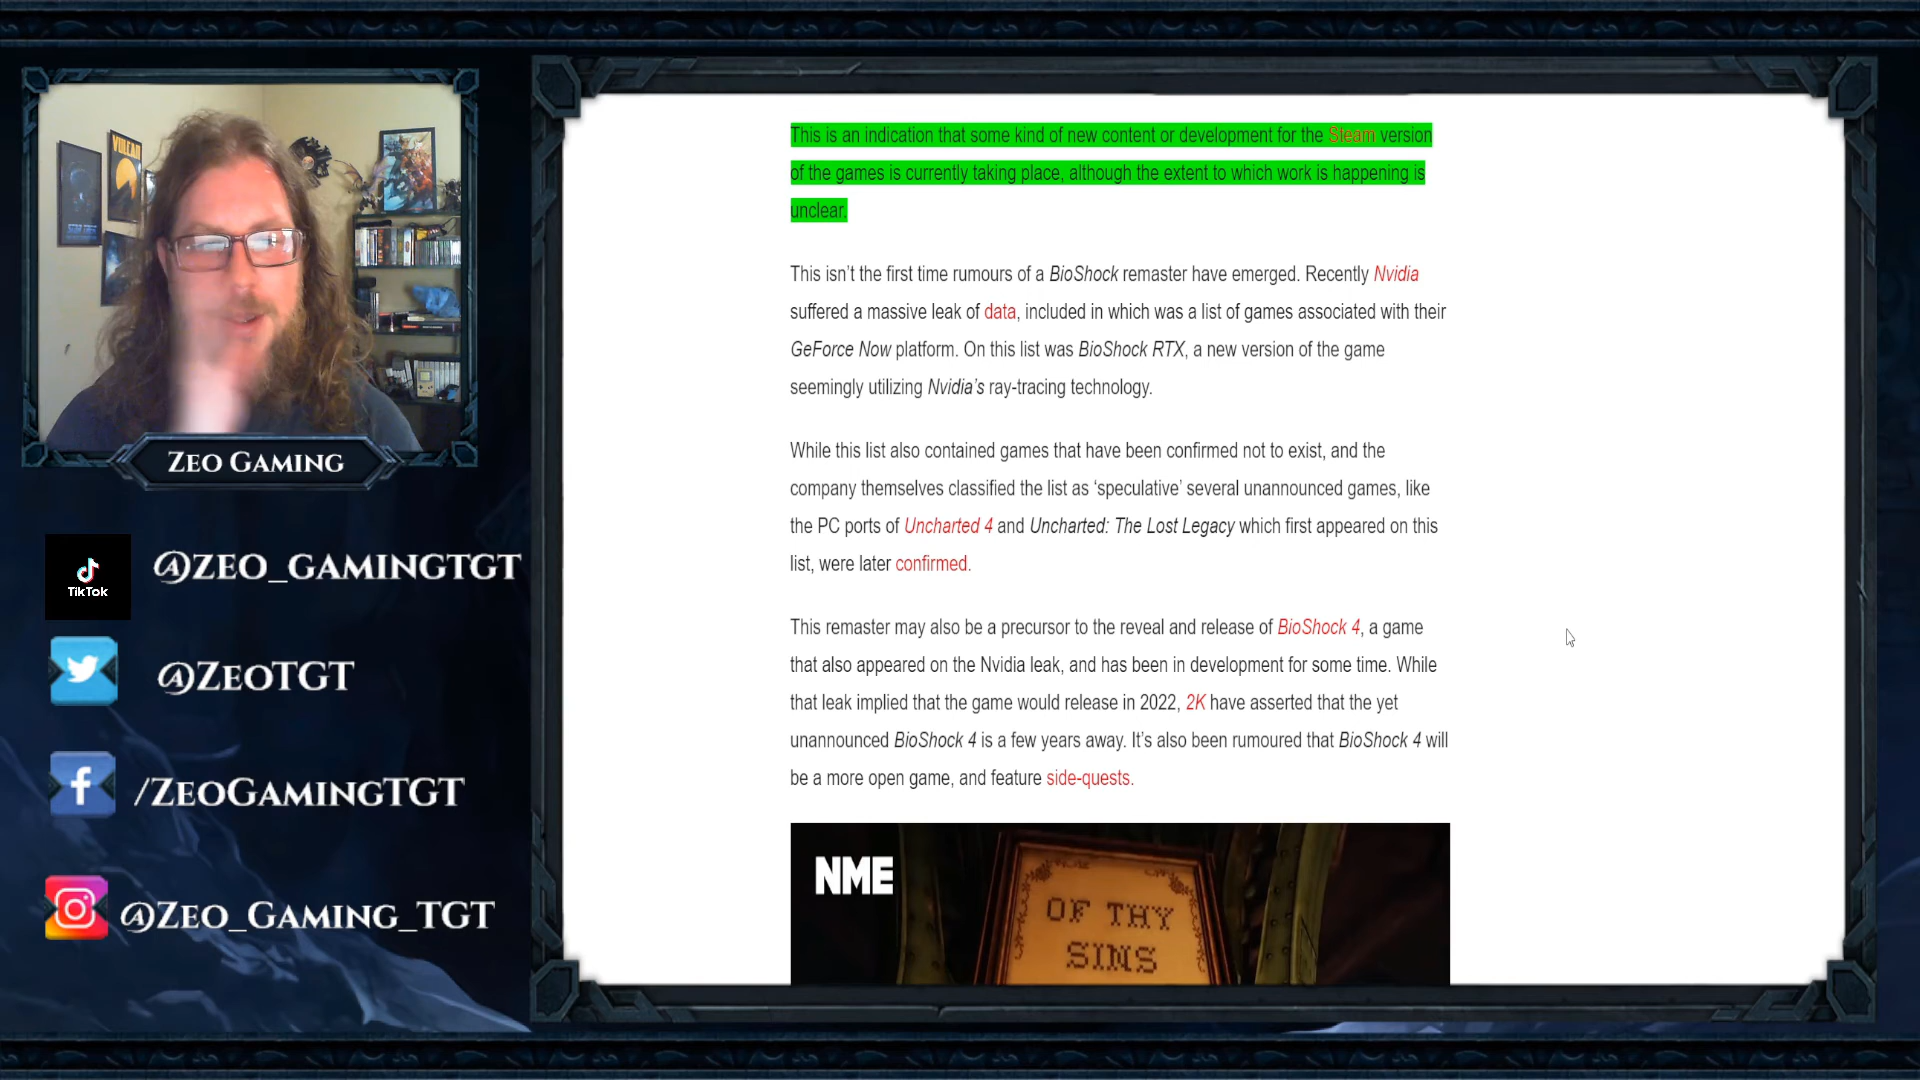 VULCAN
ZEO GAMING
TikTok
@ZEO_GAMINGTGT
@ZEOTGT
/ZEOGAMINGTGT
@ZEO_GAMING_TGT
This is an indication that some kind of new content or development for the Steam version
of the games is currently taking place, although the extent to which work is happening is
unclear.
This isn’t the first time rumours of a BioShock remaster have emerged. Recently Nvidia
suffered a massive leak of data, included in which was a list of games associated with their
GeForce Now platform. On this list was BioShock RTX, a new version of the game
seemingly utilizing Nvidia’s ray-tracing technology.
While this list also contained games that have been confirmed not to exist, and the
company themselves classified the list as ‘speculative’ several unannounced games, like
the PC ports of Uncharted 4 and Uncharted: The Lost Legacy which first appeared on this
list, were later confirmed.
This remaster may also be a precursor to the reveal and release of BioShock 4, a game
that also appeared on the Nvidia leak, and has been in development for some time. While
that leak implied that the game would release in 2022, 2K have asserted that the yet
unannounced BioShock 4 is a few years away. It’s also been rumoured that BioShock 4 will
be a more open game, and feature side-quests.
NME
OF THY
SINS